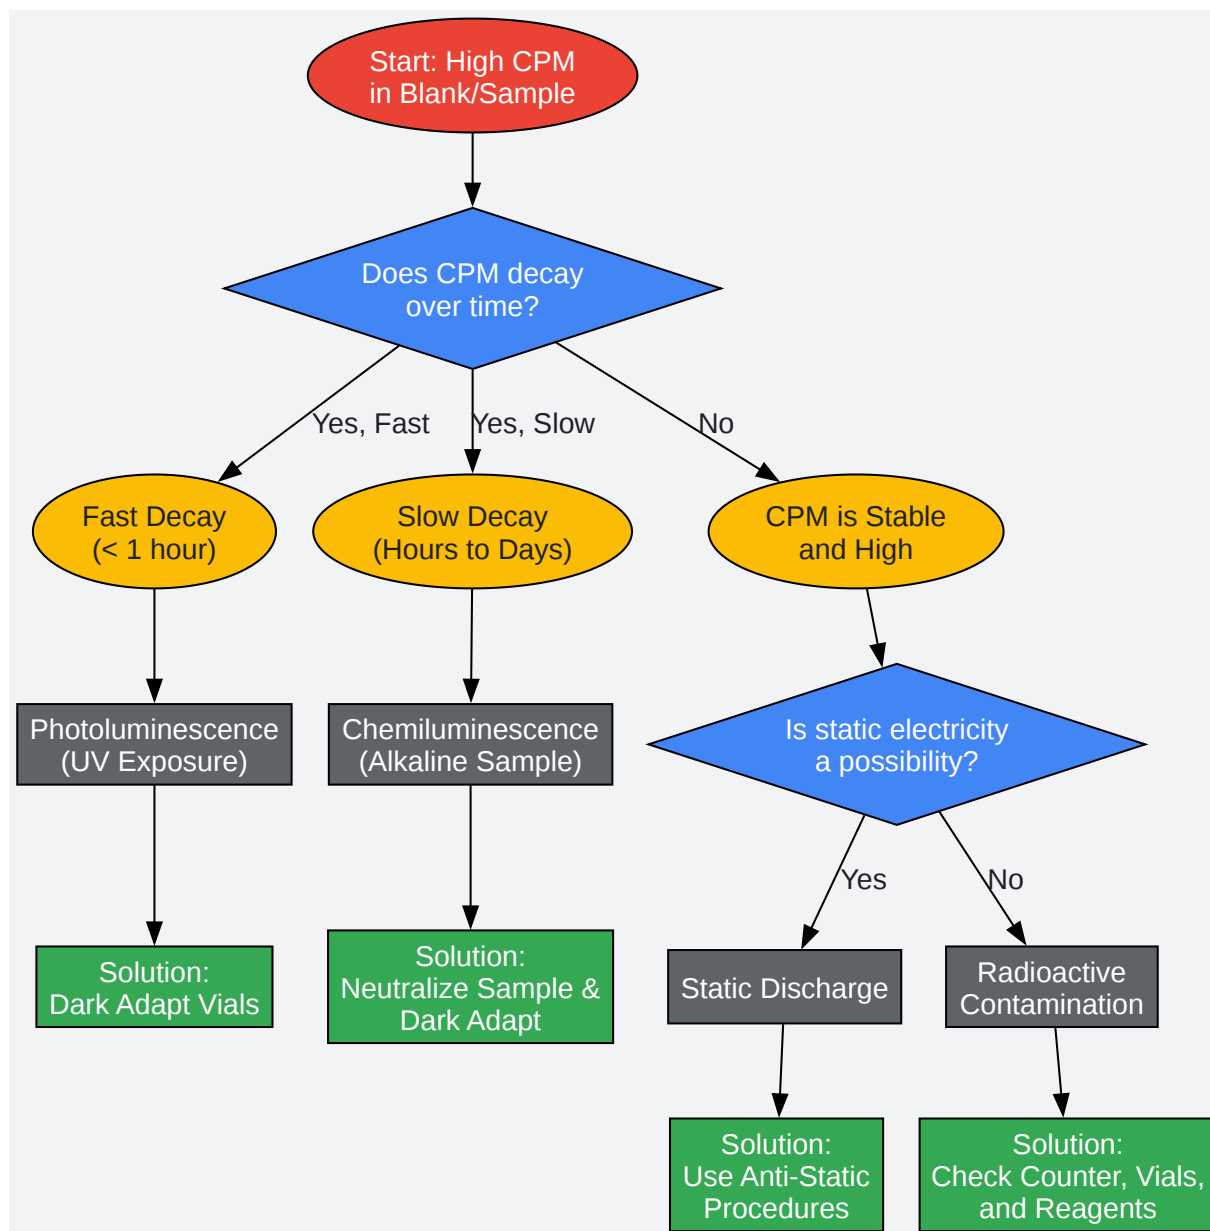 Start: High CPM
in Blank/Sample
Does CPM decay
over time?
Yes, Fast
Yes, Slow
No
Fast Decay
(< 1 hour)
Slow Decay
(Hours to Days)
CPM is Stable
and High
Photoluminescence
(UV Exposure)
Chemiluminescence
(Alkaline Sample)
Is static electricity
a possibility?
Yes
No
Solution:
Dark Adapt Vials
Solution:
Neutralize Sample &
Dark Adapt
Static Discharge
Radioactive
Contamination
Solution:
Use Anti-Static
Procedures
Solution:
Check Counter, Vials,
and Reagents